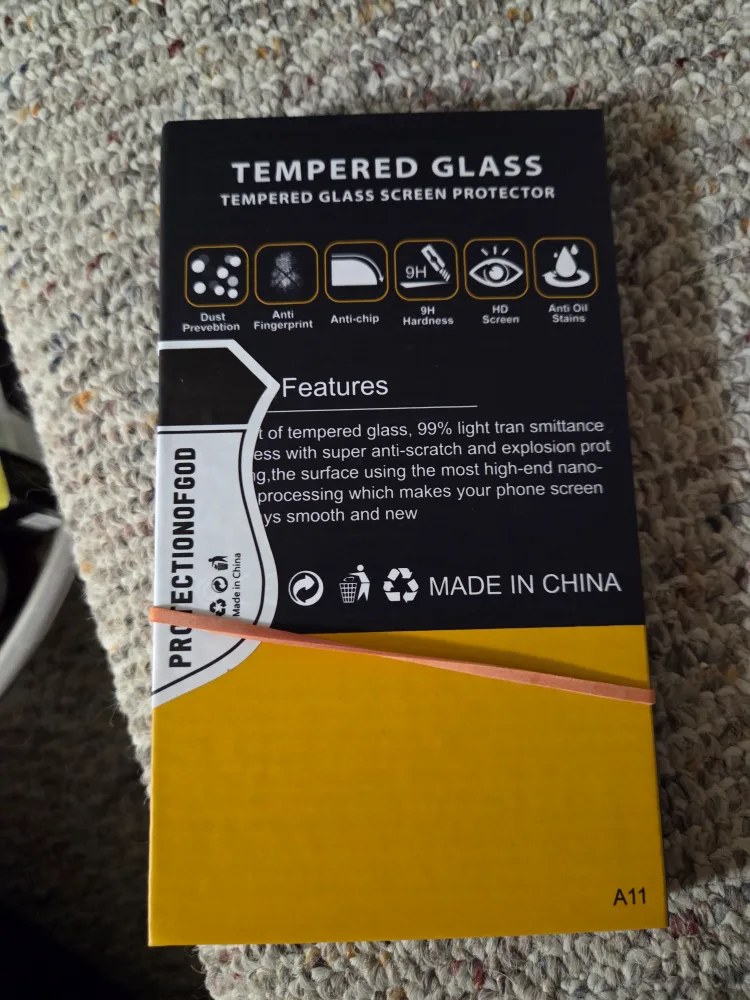 TEMPERED GLASS
TEMPERED GLASS SCREEN PROTECTOR
Dust Prevebtion
Anti Fingerprint
Anti-chip
9H
9H Hardness
HD Screen
Anti Oil Stains
Features
t of tempered glass, 99% light tran smittance
ess with super anti-scratch and explosion prot
ng,the surface using the most high-end nano-
processing which makes your phone screen
ys smooth and new
PROTECTIONOFGOD
Made in China
MADE IN CHINA
A11